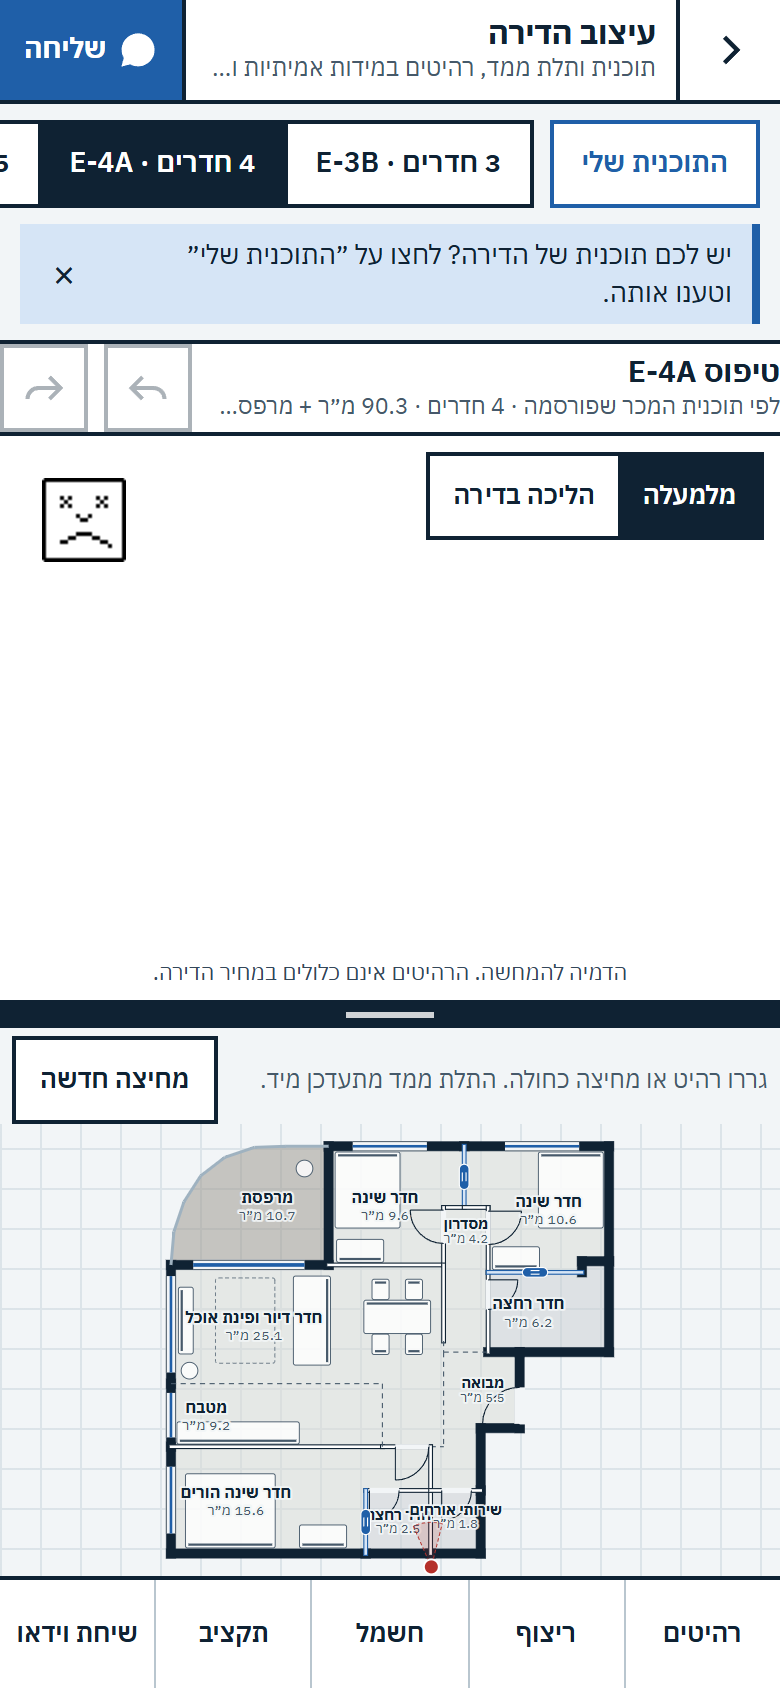 עיצוב הדירה
תוכנית ותלת ממד, רהיטים במידות אמיתיות ו...
שליחה
התוכנית שלי
3 חדרים · E-3B
4 חדרים · E-4A
5
יש לכם תוכנית של הדירה? לחצו על ״התוכנית שלי״
וטענו אותה.
טיפוס E-4A
לפי תוכנית המכר שפורסמה · 4 חדרים · 90.3 מ״ר + מרפס...
מלמעלה
הליכה בדירה
הדמיה להמחשה. הרהיטים אינם כלולים במחיר הדירה.
גררו רהיט או מחיצה כחולה. התלת ממד מתעדכן מיד.
מחיצה חדשה
חדר שינה
10.6 מ״ר
חדר שינה
9.6 מ״ר
מרפסת
10.7 מ״ר
מסדרון
4.2 מ״ר
חדר רחצה
6.2 מ״ר
חדר דיור ופינת אוכל
25.1 מ״ר
מבואה
5.5 מ״ר
מטבח
9.2 מ״ר
חדר שינה הורים
15.6 מ״ר
שירותי אורחים
1.8 מ״ר
רחצה
2.5 מ״ר
רהיטים
ריצוף
חשמל
תקציב
שיחת וידאו